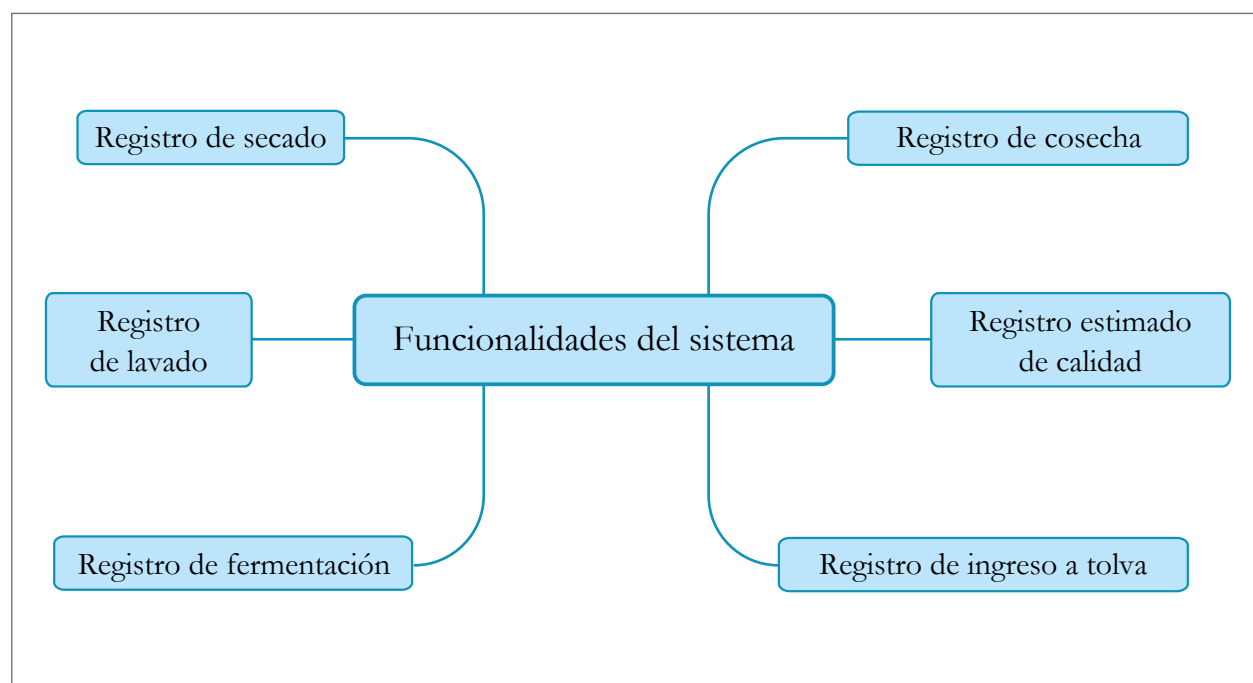 Registro de secado
Registro de cosecha
Registro
de lavado
Funcionalidades del sistema
Registro estimado
de calidad
Registro de fermentación
Registro de ingreso a tolva